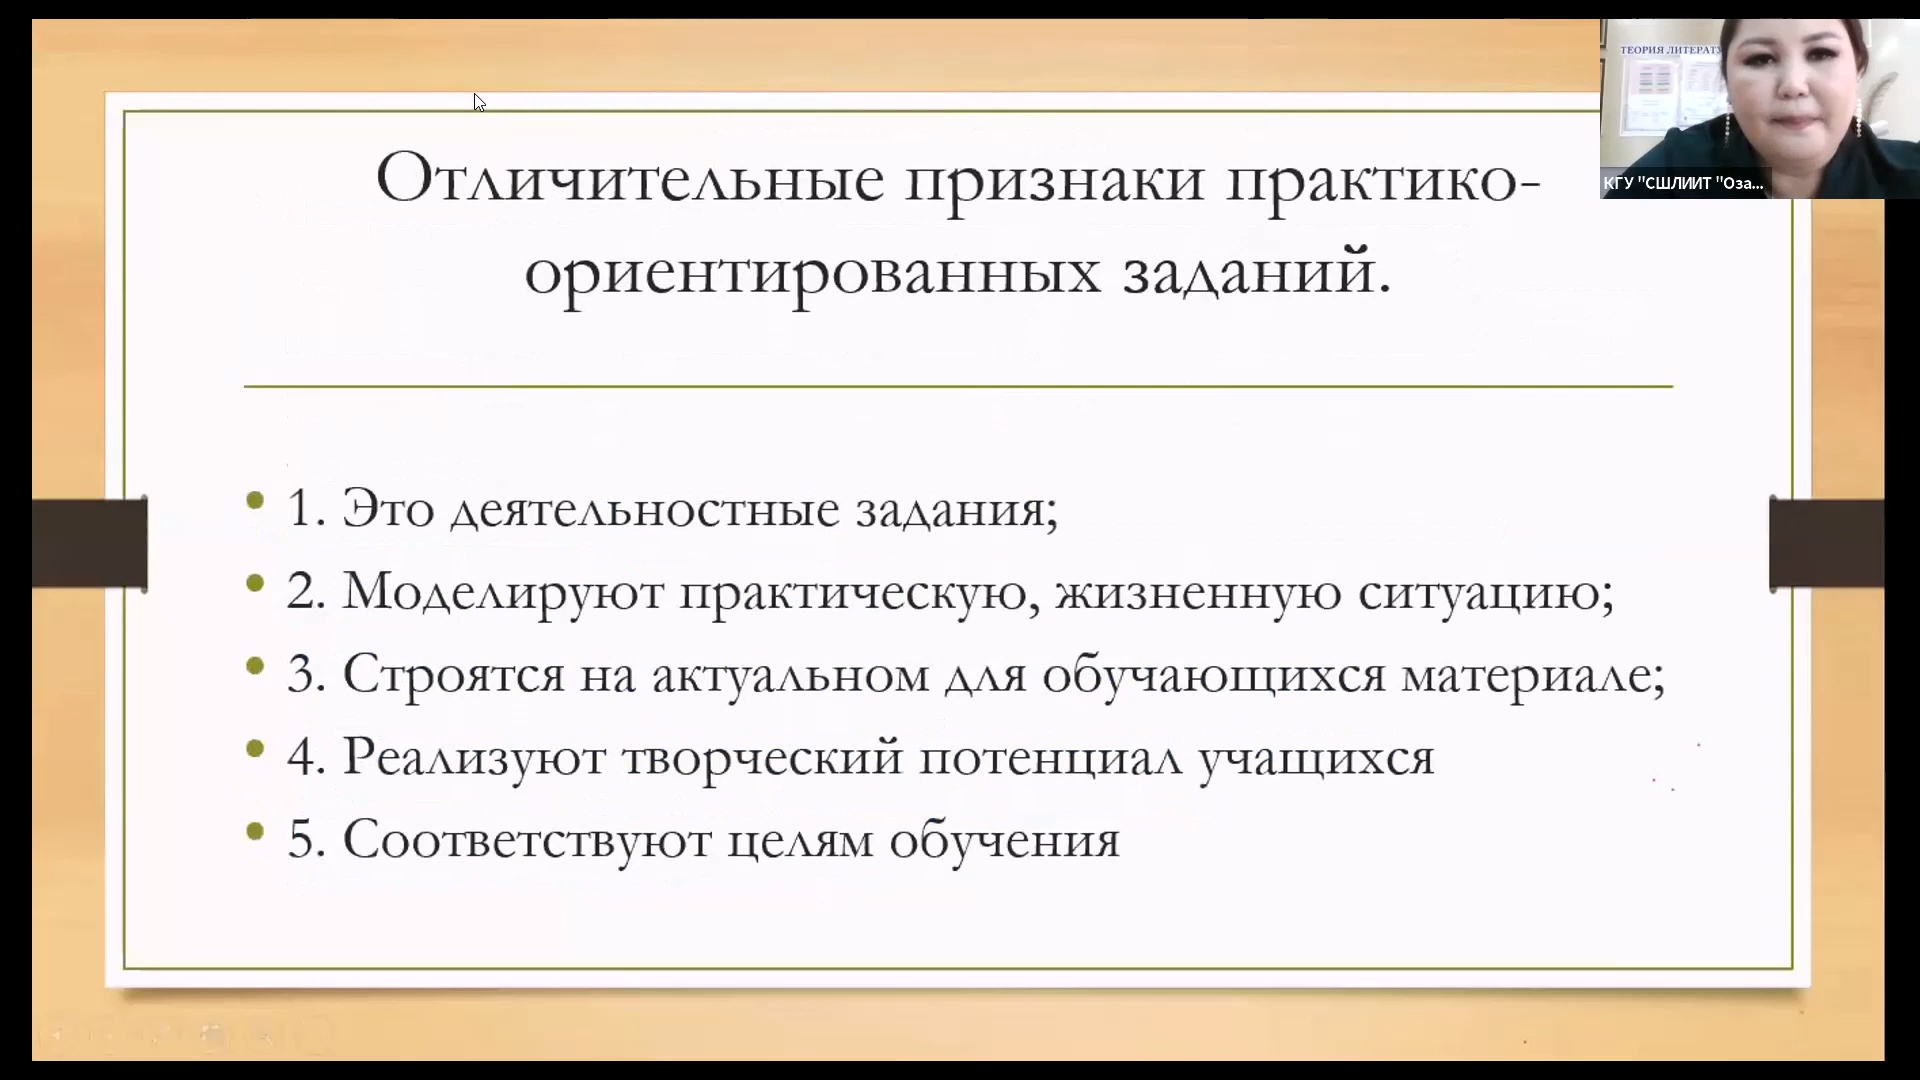 ТЕОРИЯ ЛИТЕРАТУ
КГУ "СШЛИИТ "Оза...
Отличительные признаки практико-
ориентированных заданий.
• 1. Это деятельностные задания;
• 2. Моделируют практическую, жизненную ситуацию;
• 3. Строятся на актуальном для обучающихся материале;
• 4. Реализуют творческий потенциал учащихся
• 5. Соответствуют целям обучения